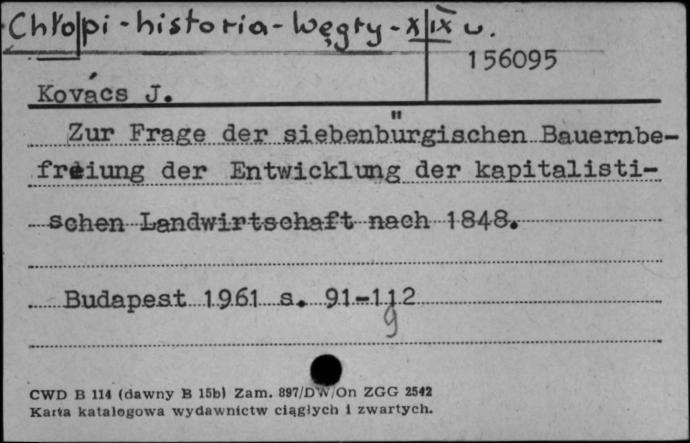 Chłopi - historia - Węgry - XIX w.
156095
Kovács J.
Zur Frage der siebenbürgischen Bauernbe-
freiung der Entwicklung der kapitalisti-
schen Landwirtschaft nach 1848.
Budapest 1961 s. 91-112
9
CWD B 114 (dawny B 15b) Zam. 897/DW/On ZGG 2542
Karta katalogowa wydawnictw ciągłych i zwartych.